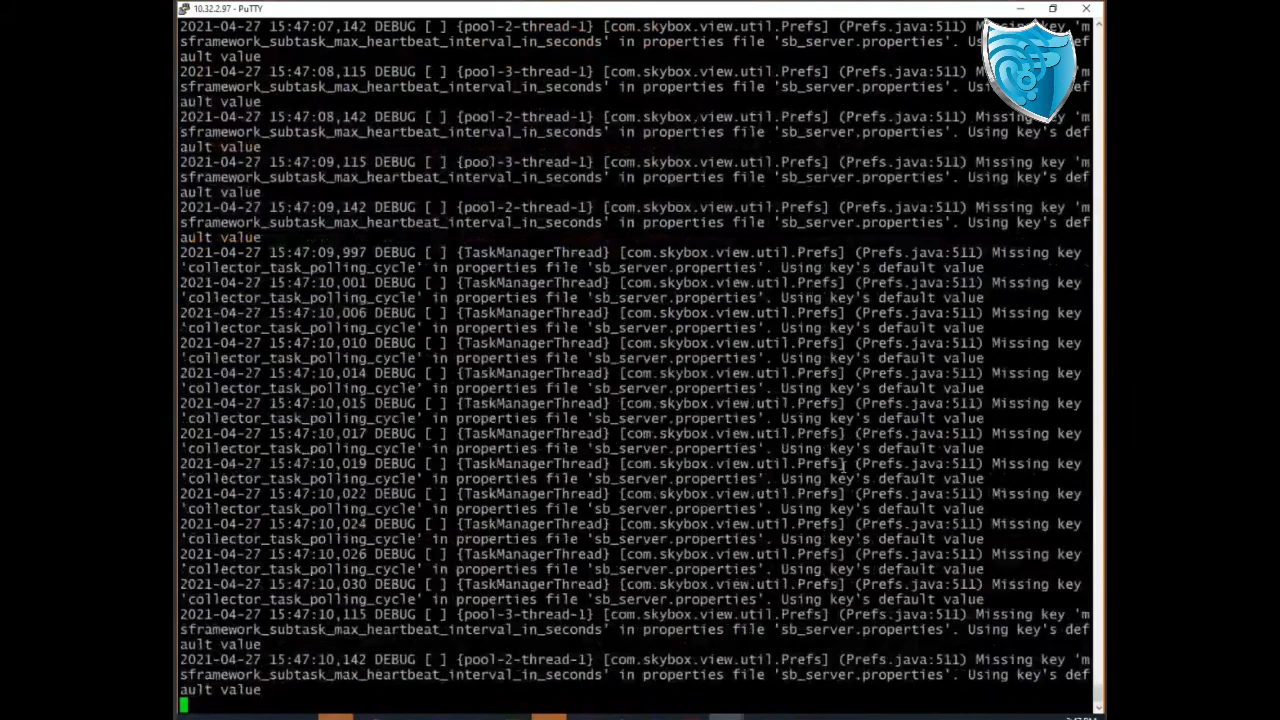 10.32.2.97 - PuTTY
2021-04-27 15:47:07,142 DEBUG [ ] {pool-2-thread-1} [com.skybox.view.util.Prefs] (Prefs.java:511) Missing key 'm
sframework_subtask_max_heartbeat_interval_in_seconds' in properties file 'sb_server.properties'. Us
ault value
2021-04-27 15:47:08,115 DEBUG [ ] {pool-3-thread-1} [com.skybox.view.util.Prefs] (Prefs.java:511) M
sframework_subtask_max_heartbeat_interval_in_seconds' in properties file 'sb_server.properties'. Us
ault value
2021-04-27 15:47:08,142 DEBUG [ ] {pool-2-thread-1} [com.skybox.view.util.Prefs] (Prefs.java:511) Missing key 'm
sframework_subtask_max_heartbeat_interval_in_seconds' in properties file 'sb_server.properties'. Using key's def
ault value
2021-04-27 15:47:09,115 DEBUG [ ] {pool-3-thread-1} [com.skybox.view.util.Prefs] (Prefs.java:511) Missing key 'm
sframework_subtask_max_heartbeat_interval_in_seconds' in properties file 'sb_server.properties'. Using key's def
ault value
2021-04-27 15:47:09,142 DEBUG [ ] {pool-2-thread-1} [com.skybox.view.util.Prefs] (Prefs.java:511) Missing key 'm
sframework_subtask_max_heartbeat_interval_in_seconds' in properties file 'sb_server.properties'. Using key's def
ault value
2021-04-27 15:47:09,997 DEBUG [ ] {TaskManagerThread} [com.skybox.view.util.Prefs] (Prefs.java:511) Missing key
'collector_task_polling_cycle' in properties file 'sb_server.properties'. Using key's default value
2021-04-27 15:47:10,001 DEBUG [ ] {TaskManagerThread} [com.skybox.view.util.Prefs] (Prefs.java:511) Missing key
'collector_task_polling_cycle' in properties file 'sb_server.properties'. Using key's default value
2021-04-27 15:47:10,006 DEBUG [ ] {TaskManagerThread} [com.skybox.view.util.Prefs] (Prefs.java:511) Missing key
'collector_task_polling_cycle' in properties file 'sb_server.properties'. Using key's default value
2021-04-27 15:47:10,010 DEBUG [ ] {TaskManagerThread} [com.skybox.view.util.Prefs] (Prefs.java:511) Missing key
'collector_task_polling_cycle' in properties file 'sb_server.properties'. Using key's default value
2021-04-27 15:47:10,014 DEBUG [ ] {TaskManagerThread} [com.skybox.view.util.Prefs] (Prefs.java:511) Missing key
'collector_task_polling_cycle' in properties file 'sb_server.properties'. Using key's default value
2021-04-27 15:47:10,015 DEBUG [ ] {TaskManagerThread} [com.skybox.view.util.Prefs] (Prefs.java:511) Missing key
'collector_task_polling_cycle' in properties file 'sb_server.properties'. Using key's default value
2021-04-27 15:47:10,017 DEBUG [ ] {TaskManagerThread} [com.skybox.view.util.Prefs] (Prefs.java:511) Missing key
'collector_task_polling_cycle' in properties file 'sb_server.properties'. Using key's default value
2021-04-27 15:47:10,019 DEBUG [ ] {TaskManagerThread} [com.skybox.view.util.Prefs] (Prefs.java:511) Missing key
'collector_task_polling_cycle' in properties file 'sb_server.properties'. Using key's default value
2021-04-27 15:47:10,022 DEBUG [ ] {TaskManagerThread} [com.skybox.view.util.Prefs] (Prefs.java:511) Missing key
'collector_task_polling_cycle' in properties file 'sb_server.properties'. Using key's default value
2021-04-27 15:47:10,024 DEBUG [ ] {TaskManagerThread} [com.skybox.view.util.Prefs] (Prefs.java:511) Missing key
'collector_task_polling_cycle' in properties file 'sb_server.properties'. Using key's default value
2021-04-27 15:47:10,026 DEBUG [ ] {TaskManagerThread} [com.skybox.view.util.Prefs] (Prefs.java:511) Missing key
'collector_task_polling_cycle' in properties file 'sb_server.properties'. Using key's default value
2021-04-27 15:47:10,030 DEBUG [ ] {TaskManagerThread} [com.skybox.view.util.Prefs] (Prefs.java:511) Missing key
'collector_task_polling_cycle' in properties file 'sb_server.properties'. Using key's default value
2021-04-27 15:47:10,115 DEBUG [ ] {pool-3-thread-1} [com.skybox.view.util.Prefs] (Prefs.java:511) Missing key 'm
sframework_subtask_max_heartbeat_interval_in_seconds' in properties file 'sb_server.properties'. Using key's def
ault value
2021-04-27 15:47:10,142 DEBUG [ ] {pool-2-thread-1} [com.skybox.view.util.Prefs] (Prefs.java:511) Missing key 'm
sframework_subtask_max_heartbeat_interval_in_seconds' in properties file 'sb_server.properties'. Using key's def
ault value